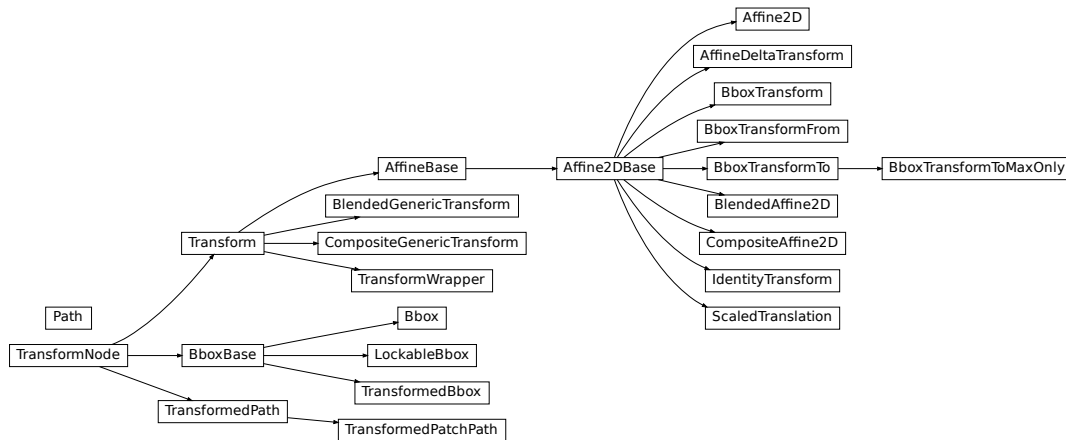 Affine2D
AffineDeltaTransform
BboxTransform
BboxTransformFrom
AffineBase
Affine2DBase
BboxTransformTo
BboxTransformToMaxOnly
BlendedGenericTransform
BlendedAffine2D
Transform
CompositeGenericTransform
CompositeAffine2D
TransformWrapper
IdentityTransform
Path
Bbox
ScaledTranslation
TransformNode
BboxBase
LockableBbox
TransformedBbox
TransformedPath
TransformedPatchPath